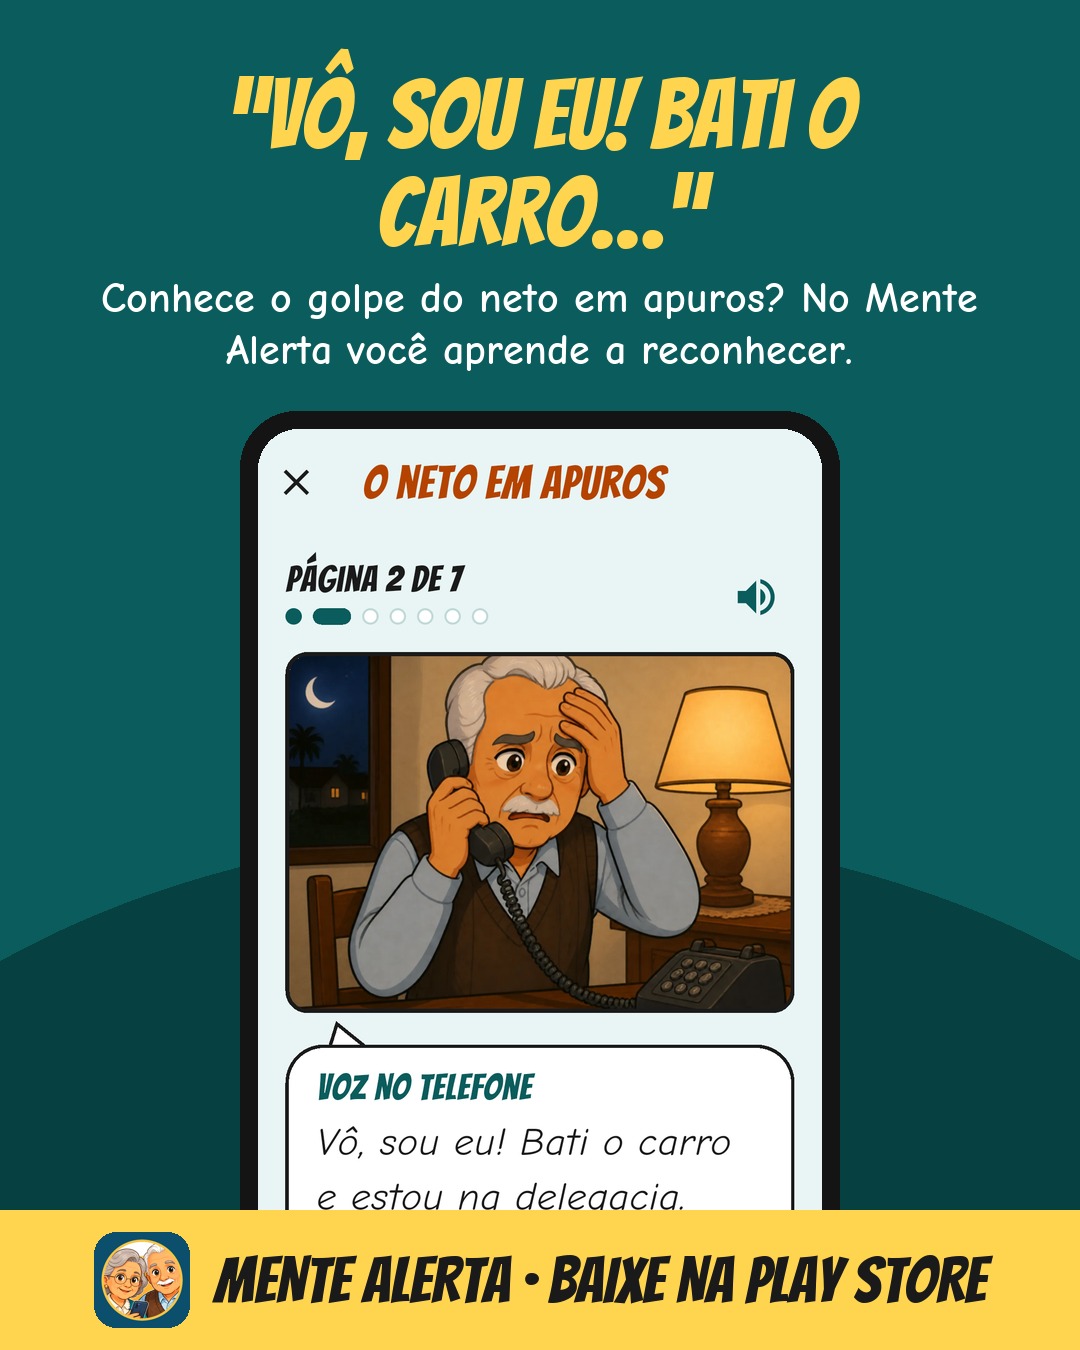 "VÔ, SOU EU! BATI O
CARRO..."
Conhece o golpe do neto em apuros? No Mente
Alerta você aprende a reconhecer.
O NETO EM APUROS
PÁGINA 2 DE 7
VOZ NO TELEFONE
Vô, sou eu! Bati o carro
e estou na delegacia.
MENTE ALERTA • BAIXE NA PLAY STORE